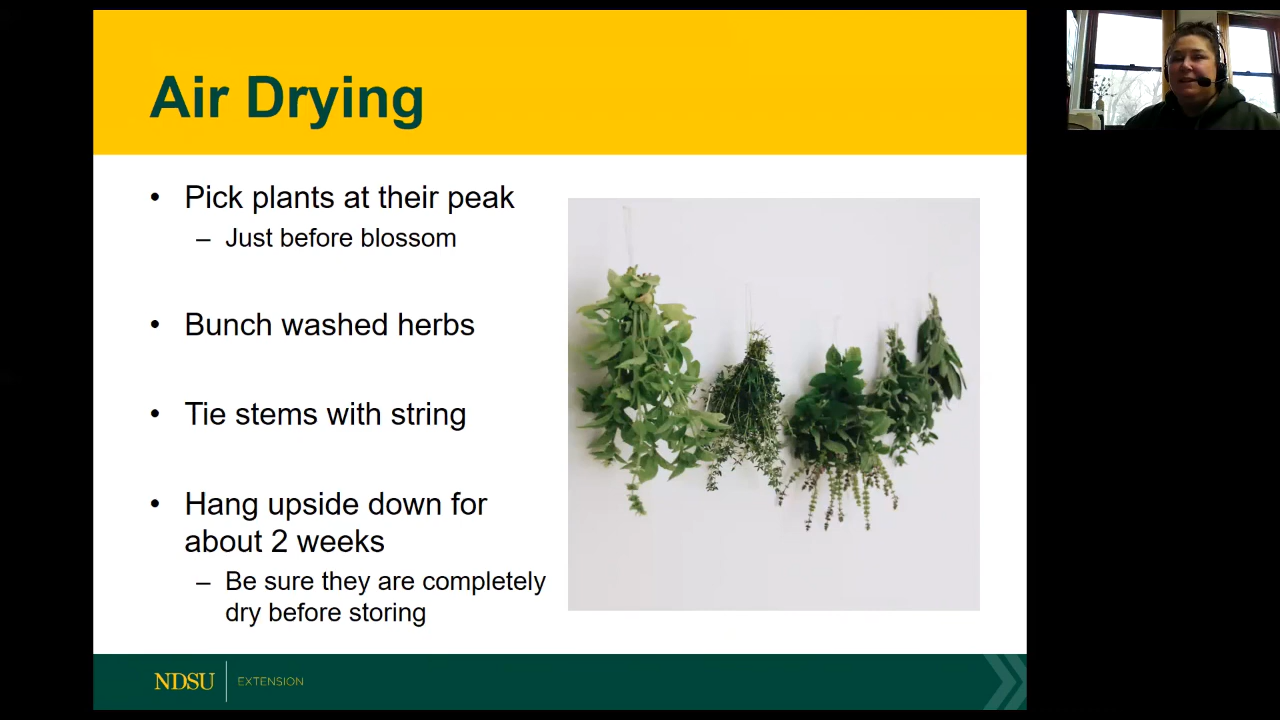 Air Drying
• Pick plants at their peak
– Just before blossom
• Bunch washed herbs
• Tie stems with string
• Hang upside down for
about 2 weeks
– Be sure they are completely
dry before storing
NDSU EXTENSION